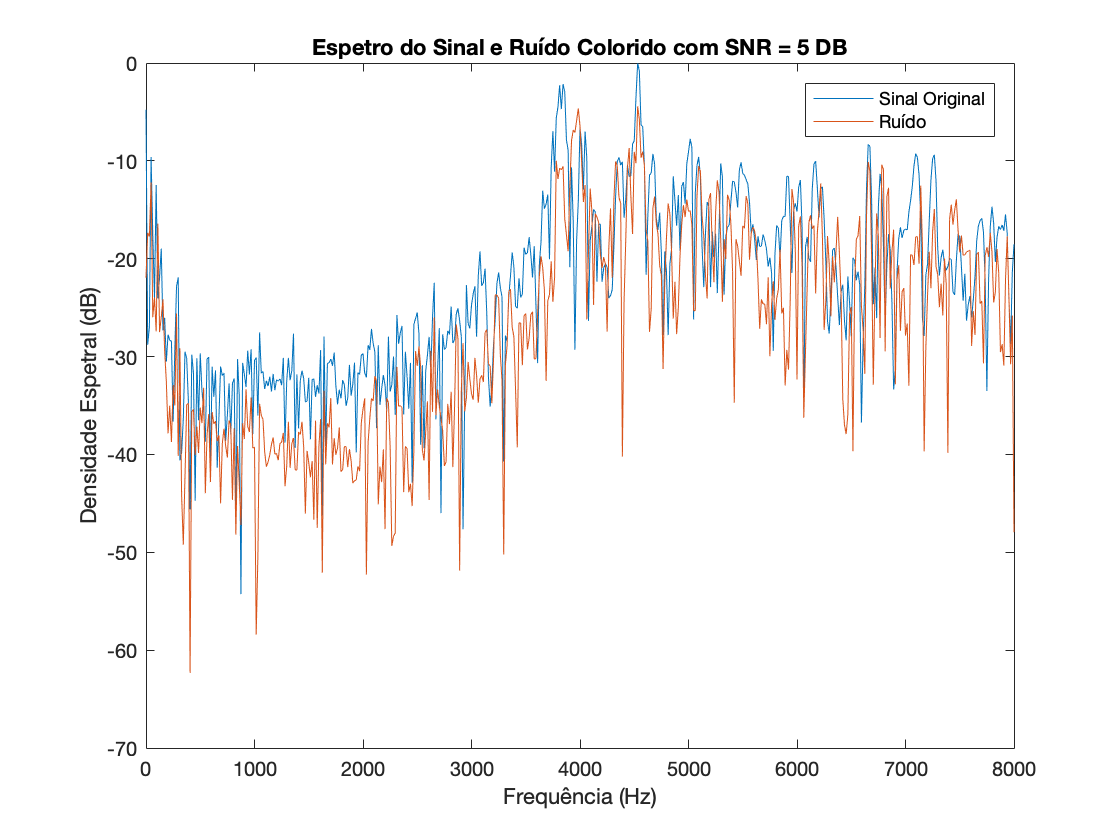 Espetro do Sinal e Ruído Colorido com SNR = 5 DB
Sinal Original
Ruído
Densidade Espetral (dB)
0
-10
-20
-30
-40
-50
-60
-70
0 1000 2000 3000 4000 5000 6000 7000 8000
Frequência (Hz)